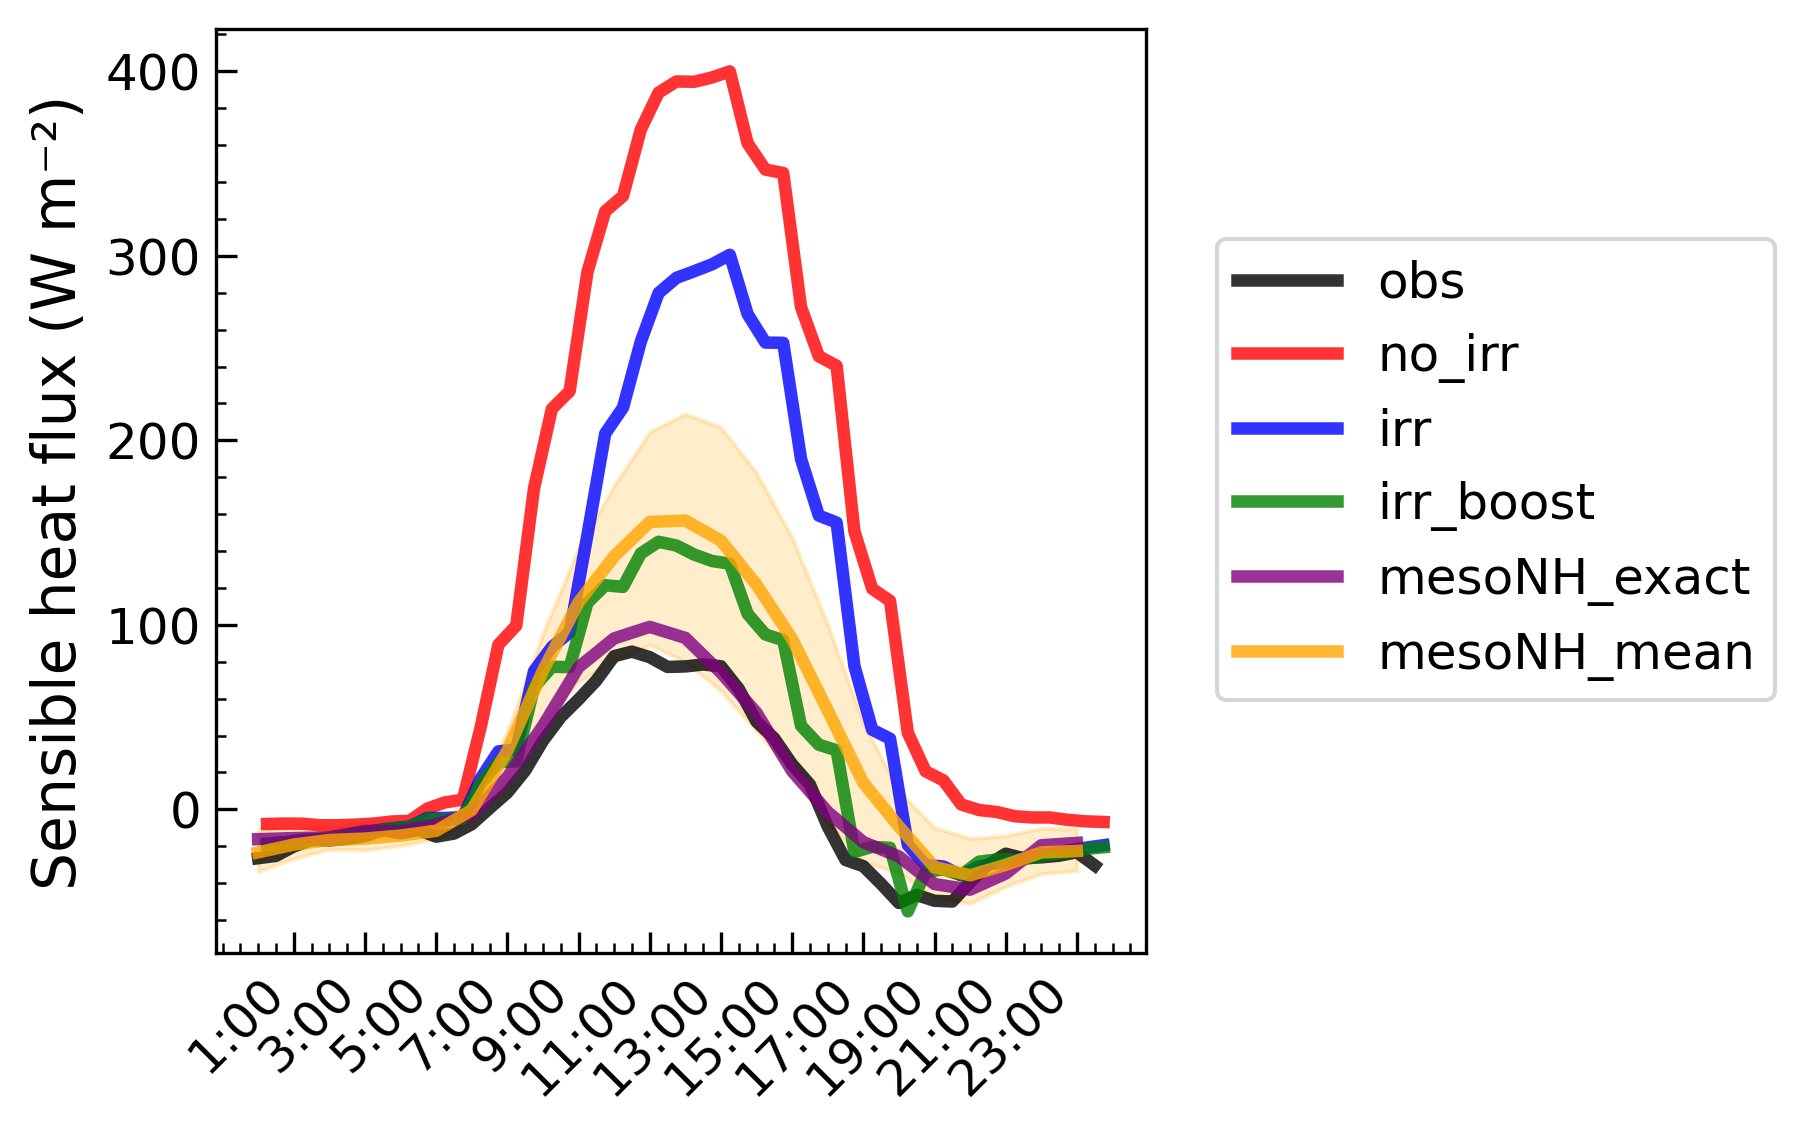 Sensible heat flux (W m⁻²)
400
300
200
100
0
1:00
3:00
5:00
7:00
9:00
11:00
13:00
15:00
17:00
19:00
21:00
23:00
obs
no_irr
irr
irr_boost
mesoNH_exact
mesoNH_mean